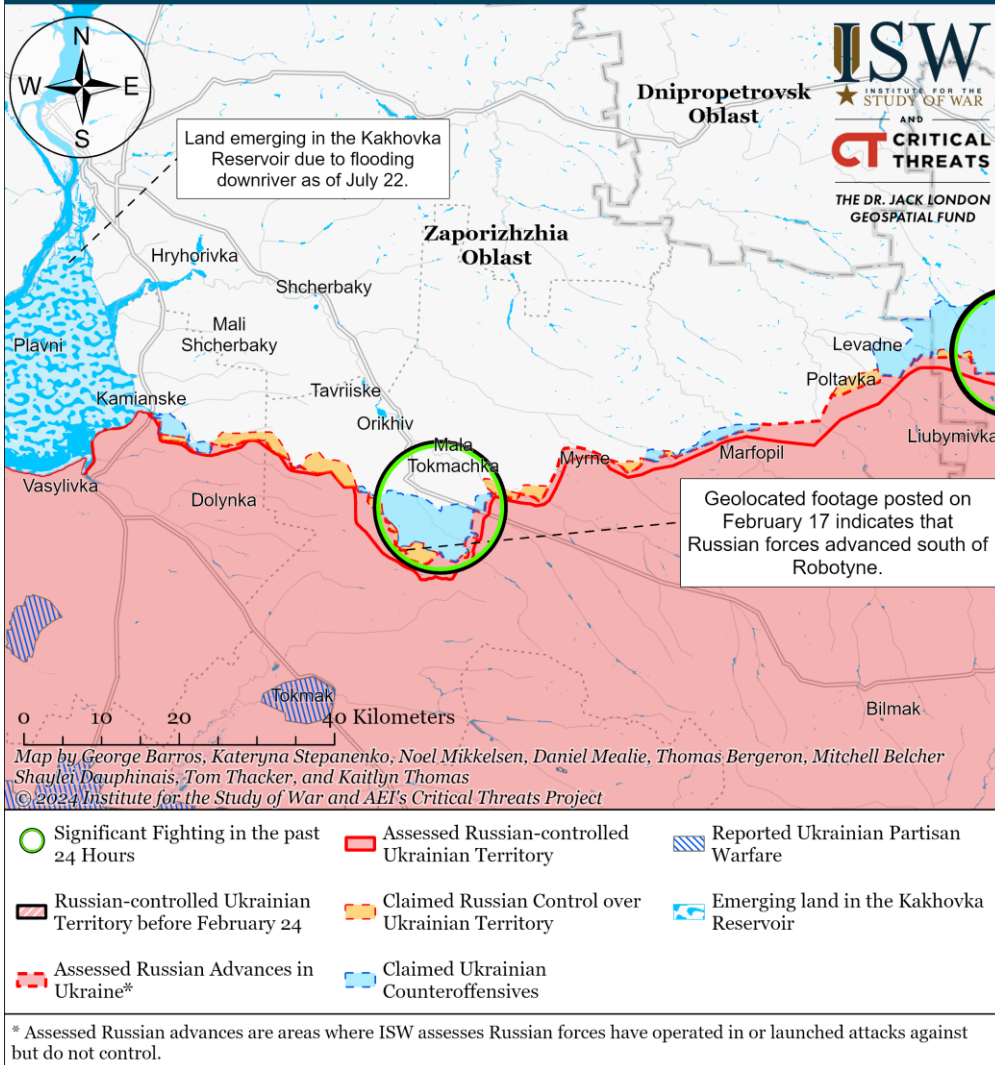 N
W E
S
ISW
INSTITUTE FOR THE
STUDY OF WAR
AND
CT CRITICAL
THREATS
THE DR. JACK LONDON
GEOSPATIAL FUND
Dnipropetrovsk
Oblast
Land emerging in the Kakhovka
Reservoir due to flooding
downriver as of July 22.
Zaporizhzhia
Oblast
Hryhorivka
Shcherbaky
Mali
Shcherbaky
Plavni
Levadne
Tavriiske
Poltavka
Kamianske
Orikhiv
Liubymivka
Mala
Tokmachka
Myrne
Marfopil
Vasylivka
Dolynka
Geolocated footage posted on
February 17 indicates that
Russian forces advanced south of
Robotyne.
Tokmak
Bilmak
0 10 20 40 Kilometers
Map by George Barros, Kateryna Stepanenko, Noel Mikkelsen, Daniel Mealie, Thomas Bergeron, Mitchell Belcher
Shaylei Dauphinais, Tom Thacker, and Kaitlyn Thomas
© 2024 Institute for the Study of War and AEI's Critical Threats Project
Significant Fighting in the past
24 Hours
Assessed Russian-controlled
Ukrainian Territory
Reported Ukrainian Partisan
Warfare
Russian-controlled Ukrainian
Territory before February 24
Claimed Russian Control over
Ukrainian Territory
Emerging land in the Kakhovka
Reservoir
Assessed Russian Advances in
Ukraine*
Claimed Ukrainian
Counteroffensives
* Assessed Russian advances are areas where ISW assesses Russian forces have operated in or launched attacks against
but do not control.